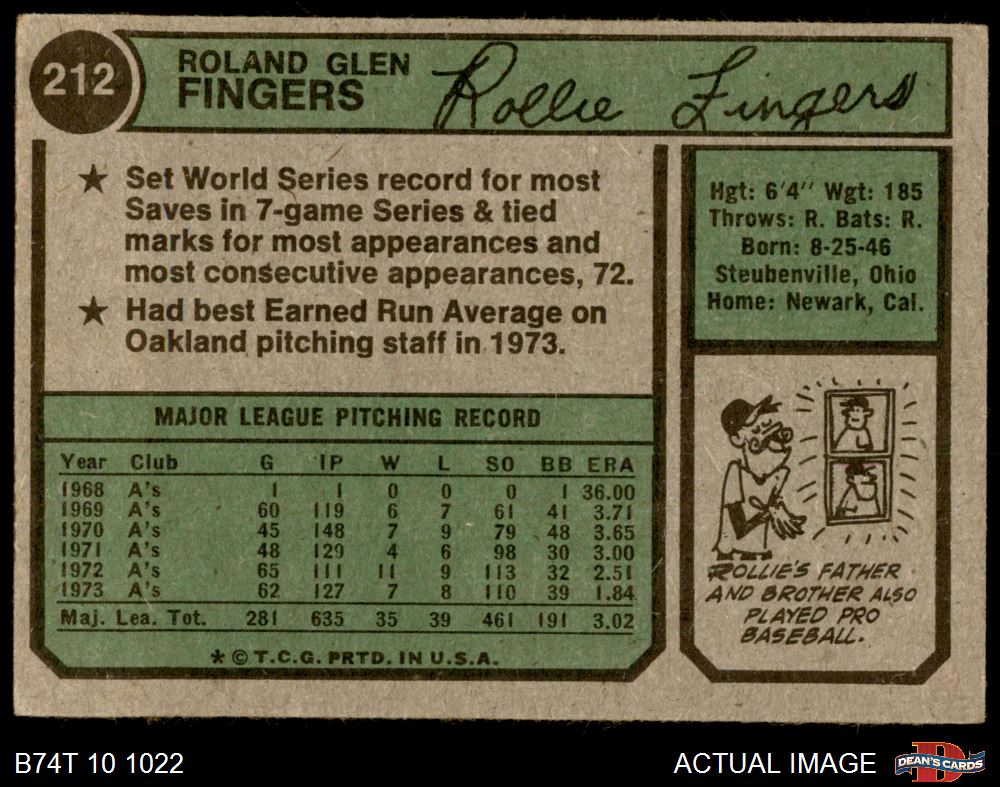 212
ROLAND GLEN
FINGERS
Rollie Fingers
★ Set World Series record for most
Saves in 7-game Series & tied
marks for most appearances and
most consecutive appearances, 72.
★ Had best Earned Run Average on
Oakland pitching staff in 1973.
Hgt: 6'4" Wgt: 185
Throws: R. Bats: R.
Born: 8-25-46
Steubenville, Ohio
Home: Newark, Cal.
MAJOR LEAGUE PITCHING RECORD
Year Club G IP W L SO BB ERA
1968 A's 1 1 0 0 0 1 36.00
1969 A's 60 119 6 7 61 41 3.71
1970 A's 45 148 7 9 79 48 3.65
1971 A's 48 129 4 6 98 30 3.00
1972 A's 65 111 11 9 113 32 2.51
1973 A's 62 127 7 8 110 39 1.84
Maj. Lea. Tot. 281 635 35 39 461 191 3.02
* © T.C.G. PRTD. IN U.S.A.
ROLLIE'S FATHER
AND BROTHER ALSO
PLAYED PRO
BASEBALL.
B74T 10 1022
ACTUAL IMAGE
D
DEAN'S CARDS